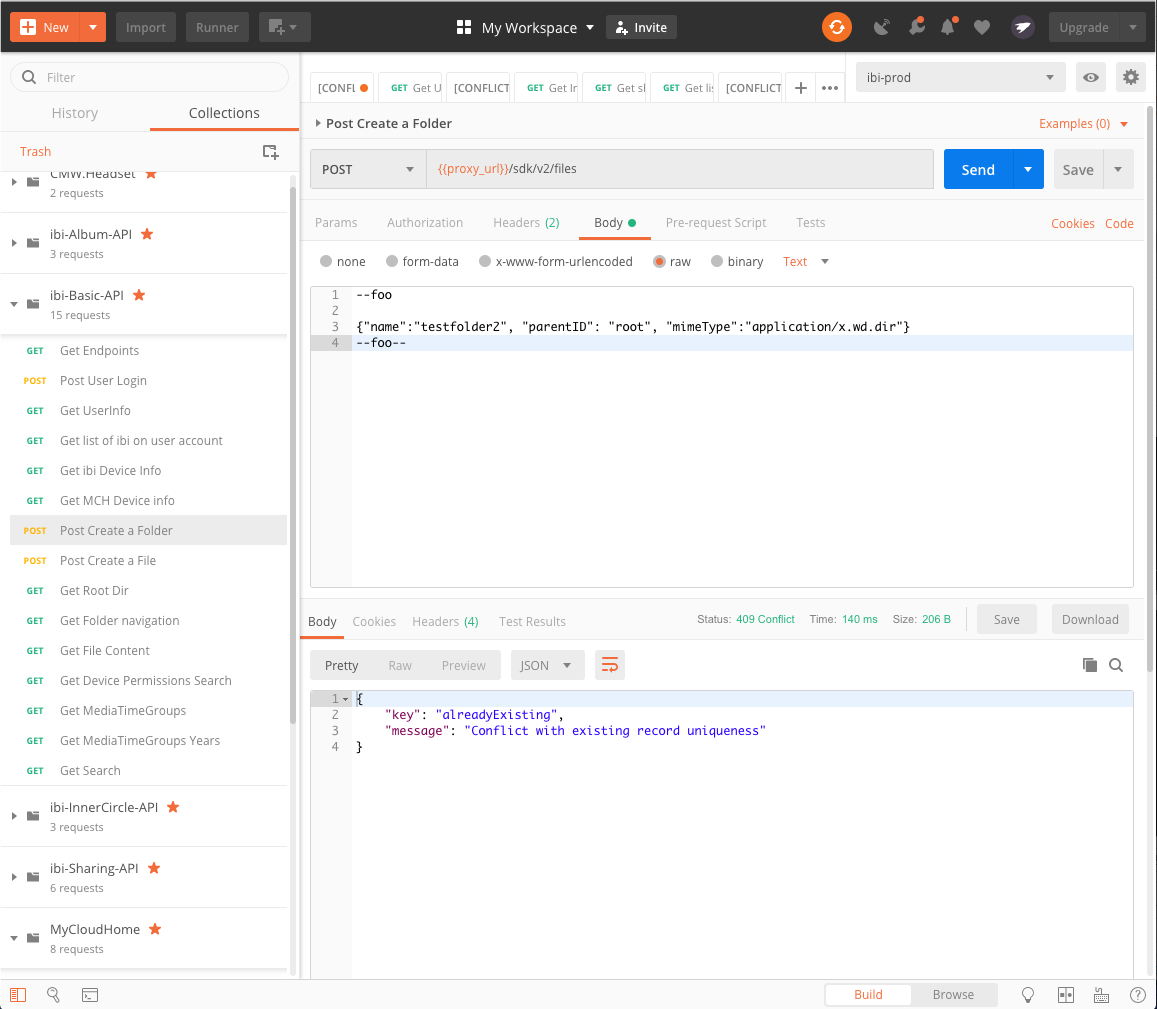 New Import Runner My Workspace Invite Upgrade
Filter
History Collections
Trash
CMW.Headset
2 requests
ibi-Album-API
3 requests
ibi-Basic-API
15 requests
GET Get Endpoints
POST Post User Login
GET Get UserInfo
GET Get list of ibi on user account
GET Get ibi Device Info
GET Get MCH Device info
POST Post Create a Folder
POST Post Create a File
GET Get Root Dir
GET Get Folder navigation
GET Get File Content
GET Get Device Permissions Search
GET Get MediaTimeGroups
GET Get MediaTimeGroups Years
GET Get Search
ibi-InnerCircle-API
3 requests
ibi-Sharing-API
6 requests
MyCloudHome
8 requests
[CONFL GET Get U [CONFLICT GET Get Ir GET Get sl GET Get lis [CONFLICT
ibi-prod
Post Create a Folder Examples (0)
POST {{proxy_url}}/sdk/v2/files Send Save
Params Authorization Headers (2) Body Pre-request Script Tests Cookies Code
none form-data x-www-form-urlencoded raw binary Text
1 --foo
2
3 {"name":"testfolder2", "parentID": "root", "mimeType":"application/x.wd.dir"}
4 --foo--
Body Cookies Headers (4) Test Results Status: 409 Conflict Time: 140 ms Size: 206 B Save Download
Pretty Raw Preview JSON
1 {
2 "key": "alreadyExisting",
3 "message": "Conflict with existing record uniqueness"
4 }
Build Browse